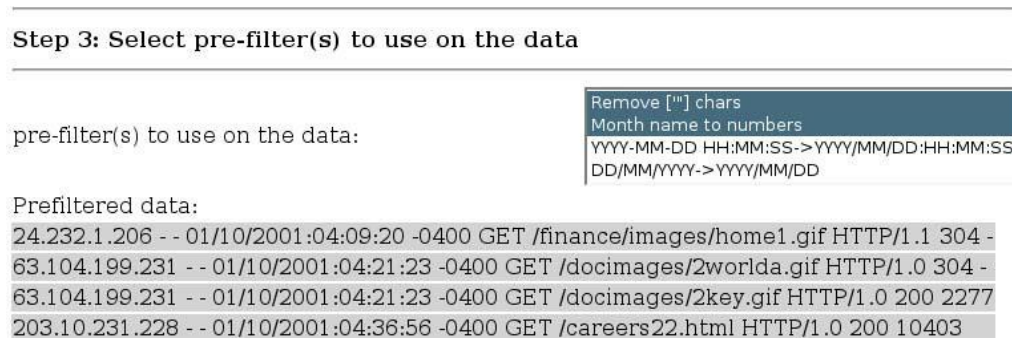 Step 3: Select pre-filter(s) to use on the data
pre-filter(s) to use on the data:
Remove ['"] chars
Month name to numbers
YYYY-MM-DD HH:MM:SS->YYYY/MM/DD:HH:MM:SS
DD/MM/YYYY->YYYY/MM/DD
Prefiltered data:
24.232.1.206 - - 01/10/2001:04:09:20 -0400 GET /finance/images/home1.gif HTTP/1.1 304 -
63.104.199.231 - - 01/10/2001:04:21:23 -0400 GET /docimages/2worlda.gif HTTP/1.0 304 -
63.104.199.231 - - 01/10/2001:04:21:23 -0400 GET /docimages/2key.gif HTTP/1.0 200 2277
203.10.231.228 - - 01/10/2001:04:36:56 -0400 GET /careers22.html HTTP/1.0 200 10403